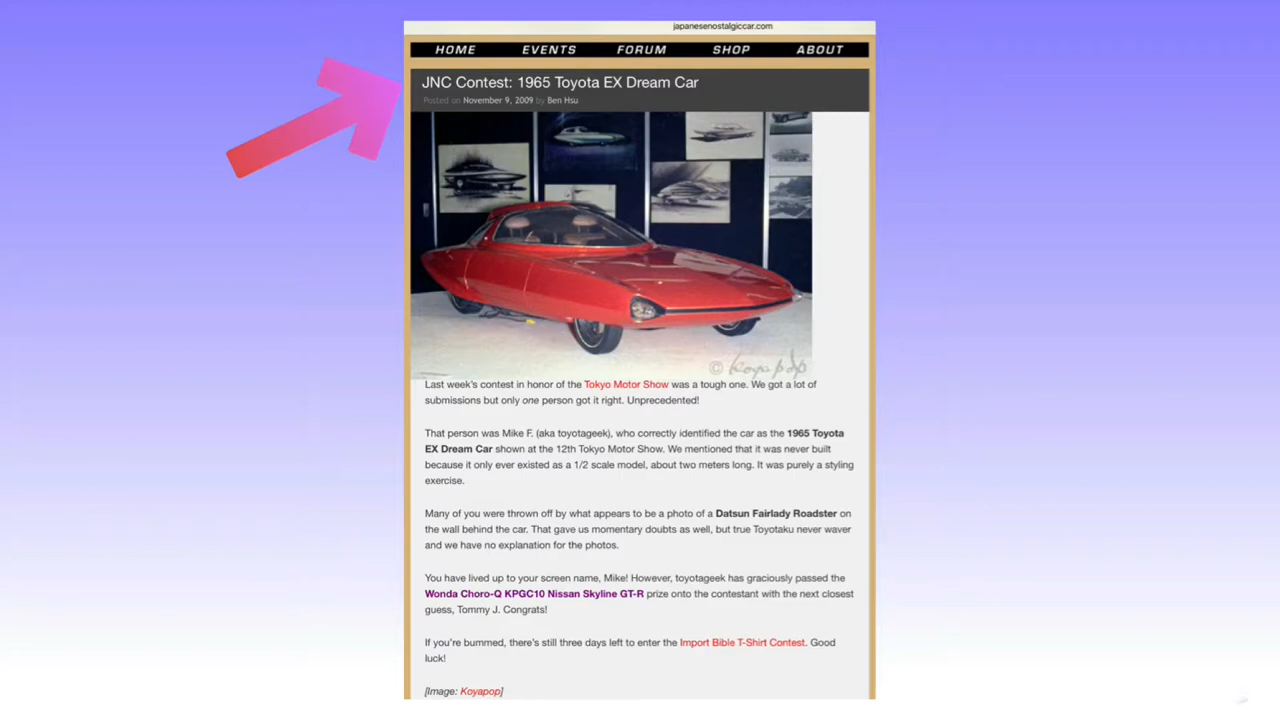 japanesenostalgiccar.com
HOME EVENTS FORUM SHOP ABOUT
JNC Contest: 1965 Toyota EX Dream Car
Posted on November 9, 2009 by Ben Hsu
© Koyapop
Last week's contest in honor of the Tokyo Motor Show was a tough one. We got a lot of
submissions but only one person got it right. Unprecedented!
That person was Mike F. (aka toyotageek), who correctly identified the car as the 1965 Toyota
EX Dream Car shown at the 12th Tokyo Motor Show. We mentioned that it was never built
because it only ever existed as a 1/2 scale model, about two meters long. It was purely a styling
exercise.
Many of you were thrown off by what appears to be a photo of a Datsun Fairlady Roadster on
the wall behind the car. That gave us momentary doubts as well, but true Toyotaku never waver
and we have no explanation for the photos.
You have lived up to your screen name, Mike! However, toyotageek has graciously passed the
Wonda Choro-Q KPGC10 Nissan Skyline GT-R prize onto the contestant with the next closest
guess, Tommy J. Congrats!
If you're bummed, there's still three days left to enter the Import Bible T-Shirt Contest. Good
luck!
[Image: Koyapop]